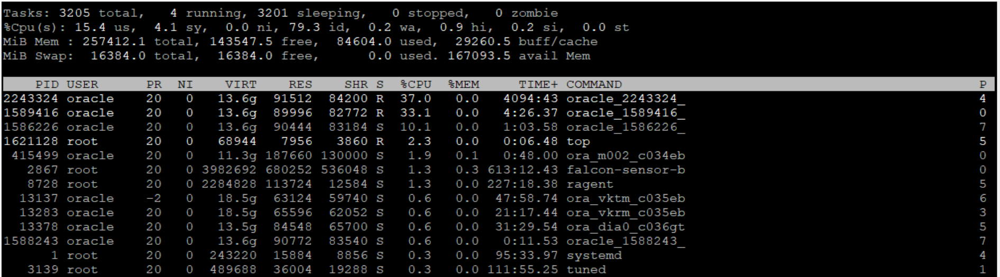 Tasks: 3205 total,   4 running, 3201 sleeping,   0 stopped,   0 zombie
%Cpu(s): 15.4 us,  4.1 sy,  0.0 ni, 79.3 id,  0.2 wa,  0.9 hi,  0.2 si,  0.0 st
MiB Mem : 257412.1 total, 143547.5 free,  84604.0 used,  29260.5 buff/cache
MiB Swap:  16384.0 total,  16384.0 free,      0.0 used. 167093.5 avail Mem
PID USER      PR  NI    VIRT    RES    SHR S  %CPU  %MEM     TIME+ COMMAND P
2243324 oracle    20   0   13.6g  91512  84200 R  37.0   0.0   4094:43 oracle_2243324_ 4
1589416 oracle    20   0   13.6g  89996  82772 R  33.1   0.0   4:26.37 oracle_1589416_ 0
1586226 oracle    20   0   13.6g  90444  83184 S  10.1   0.0   1:03.58 oracle_1586226_ 7
1621128 root      20   0   68944   7956   3860 R   2.3   0.0   0:06.48 top 5
415499 oracle    20   0   11.3g 187660 130000 S   1.9   0.1   0:48.00 ora_m002_c034eb 0
2867 root      20   0 3982692 680252 536048 S   1.3   0.3 613:12.43 falcon-sensor-b 0
8728 root      20   0 2284828 113724  12584 S   1.3   0.0 227:18.38 ragent 5
13137 oracle    -2   0   18.5g  63124  59740 S   0.6   0.0  47:58.74 ora_vktm_c035eb 6
13283 oracle    20   0   18.5g  65596  62052 S   0.6   0.0  21:17.44 ora_vkrm_c035eb 3
13378 oracle    20   0   13.5g  84548  65700 S   0.6   0.0  31:29.54 ora_dia0_c036gt 5
1588243 oracle    20   0   13.6g  90772  83540 S   0.6   0.0   0:11.53 oracle_1588243_ 7
1 root      20   0  243220  15884   8856 S   0.3   0.0  95:33.97 systemd 4
3139 root      20   0  489688  36004  19288 S   0.3   0.0 111:55.25 tuned 1